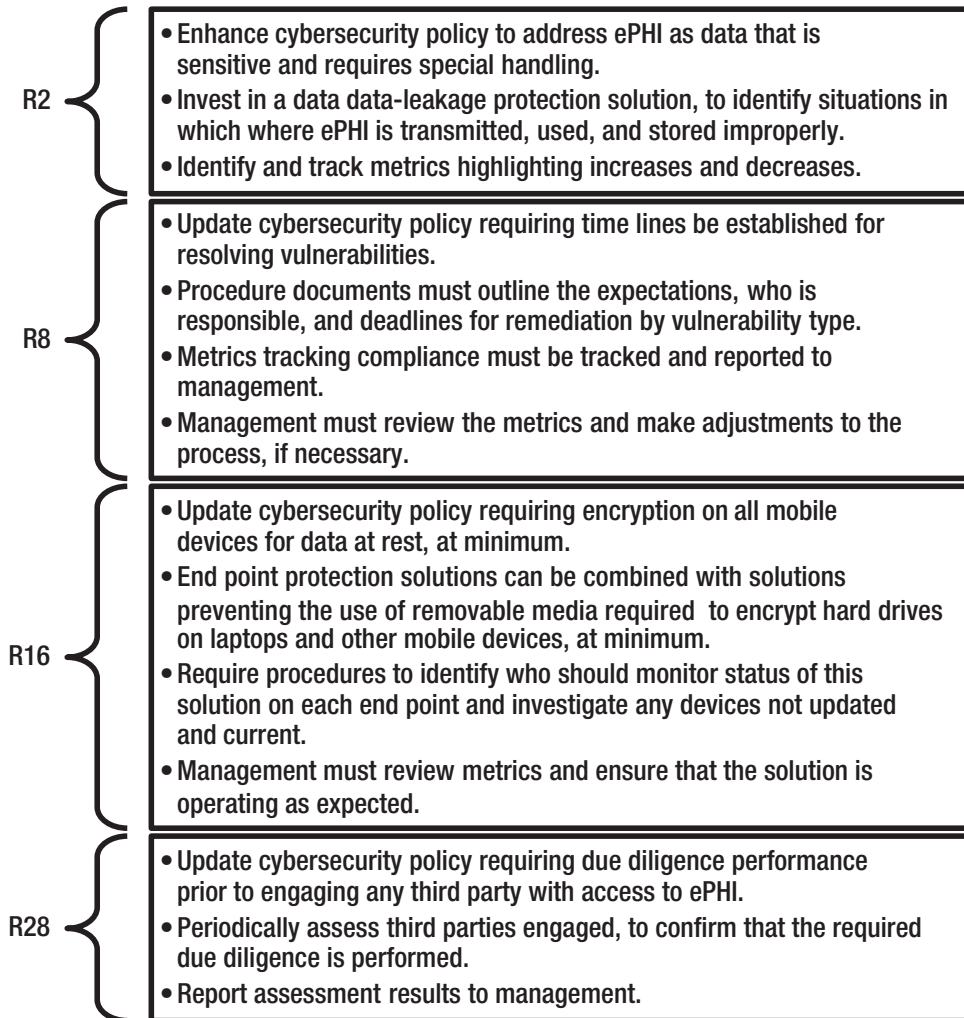 R2
• Enhance cybersecurity policy to address ePHI as data that is
sensitive and requires special handling.
• Invest in a data data-leakage protection solution, to identify situations in
which where ePHI is transmitted, used, and stored improperly.
• Identify and track metrics highlighting increases and decreases.
R8
• Update cybersecurity policy requiring time lines be established for
resolving vulnerabilities.
• Procedure documents must outline the expectations, who is
responsible, and deadlines for remediation by vulnerability type.
• Metrics tracking compliance must be tracked and reported to
management.
• Management must review the metrics and make adjustments to the
process, if necessary.
R16
• Update cybersecurity policy requiring encryption on all mobile
devices for data at rest, at minimum.
• End point protection solutions can be combined with solutions
preventing the use of removable media required to encrypt hard drives
on laptops and other mobile devices, at minimum.
• Require procedures to identify who should monitor status of this
solution on each end point and investigate any devices not updated
and current.
• Management must review metrics and ensure that the solution is
operating as expected.
R28
• Update cybersecurity policy requiring due diligence performance
prior to engaging any third party with access to ePHI.
• Periodically assess third parties engaged, to confirm that the required
due diligence is performed.
• Report assessment results to management.